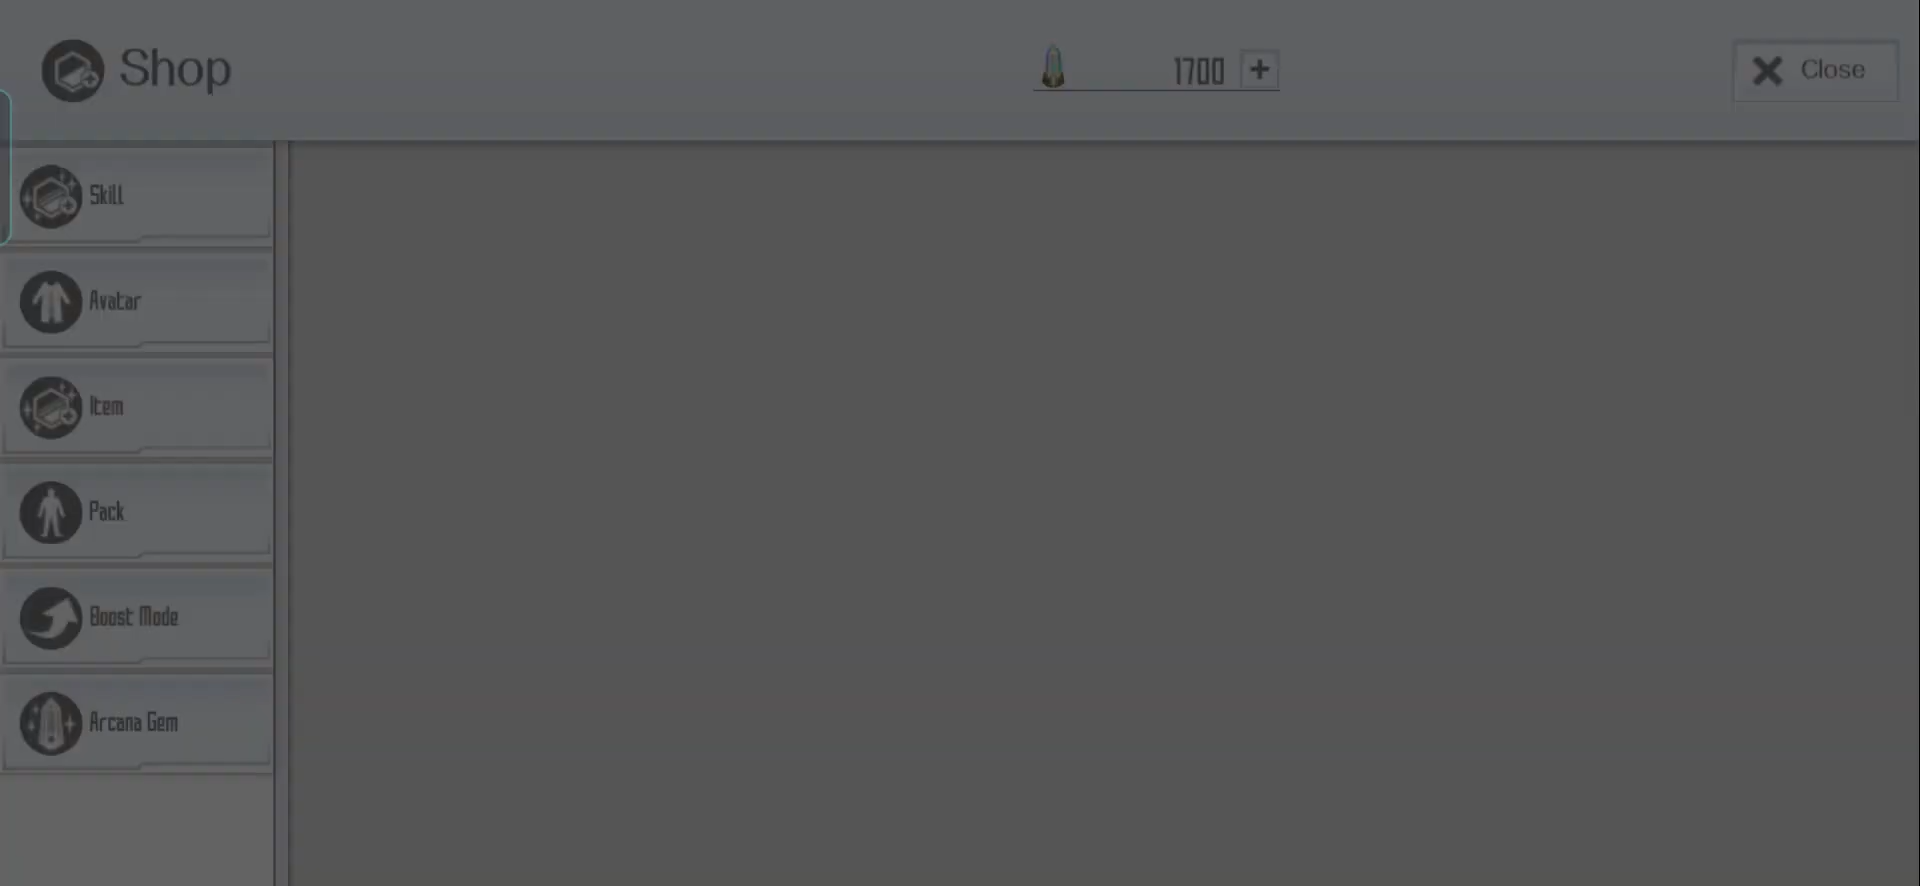 Shop
1700
Close
Skill
Avatar
Item
Pack
Boost Mode
Arcana Gem